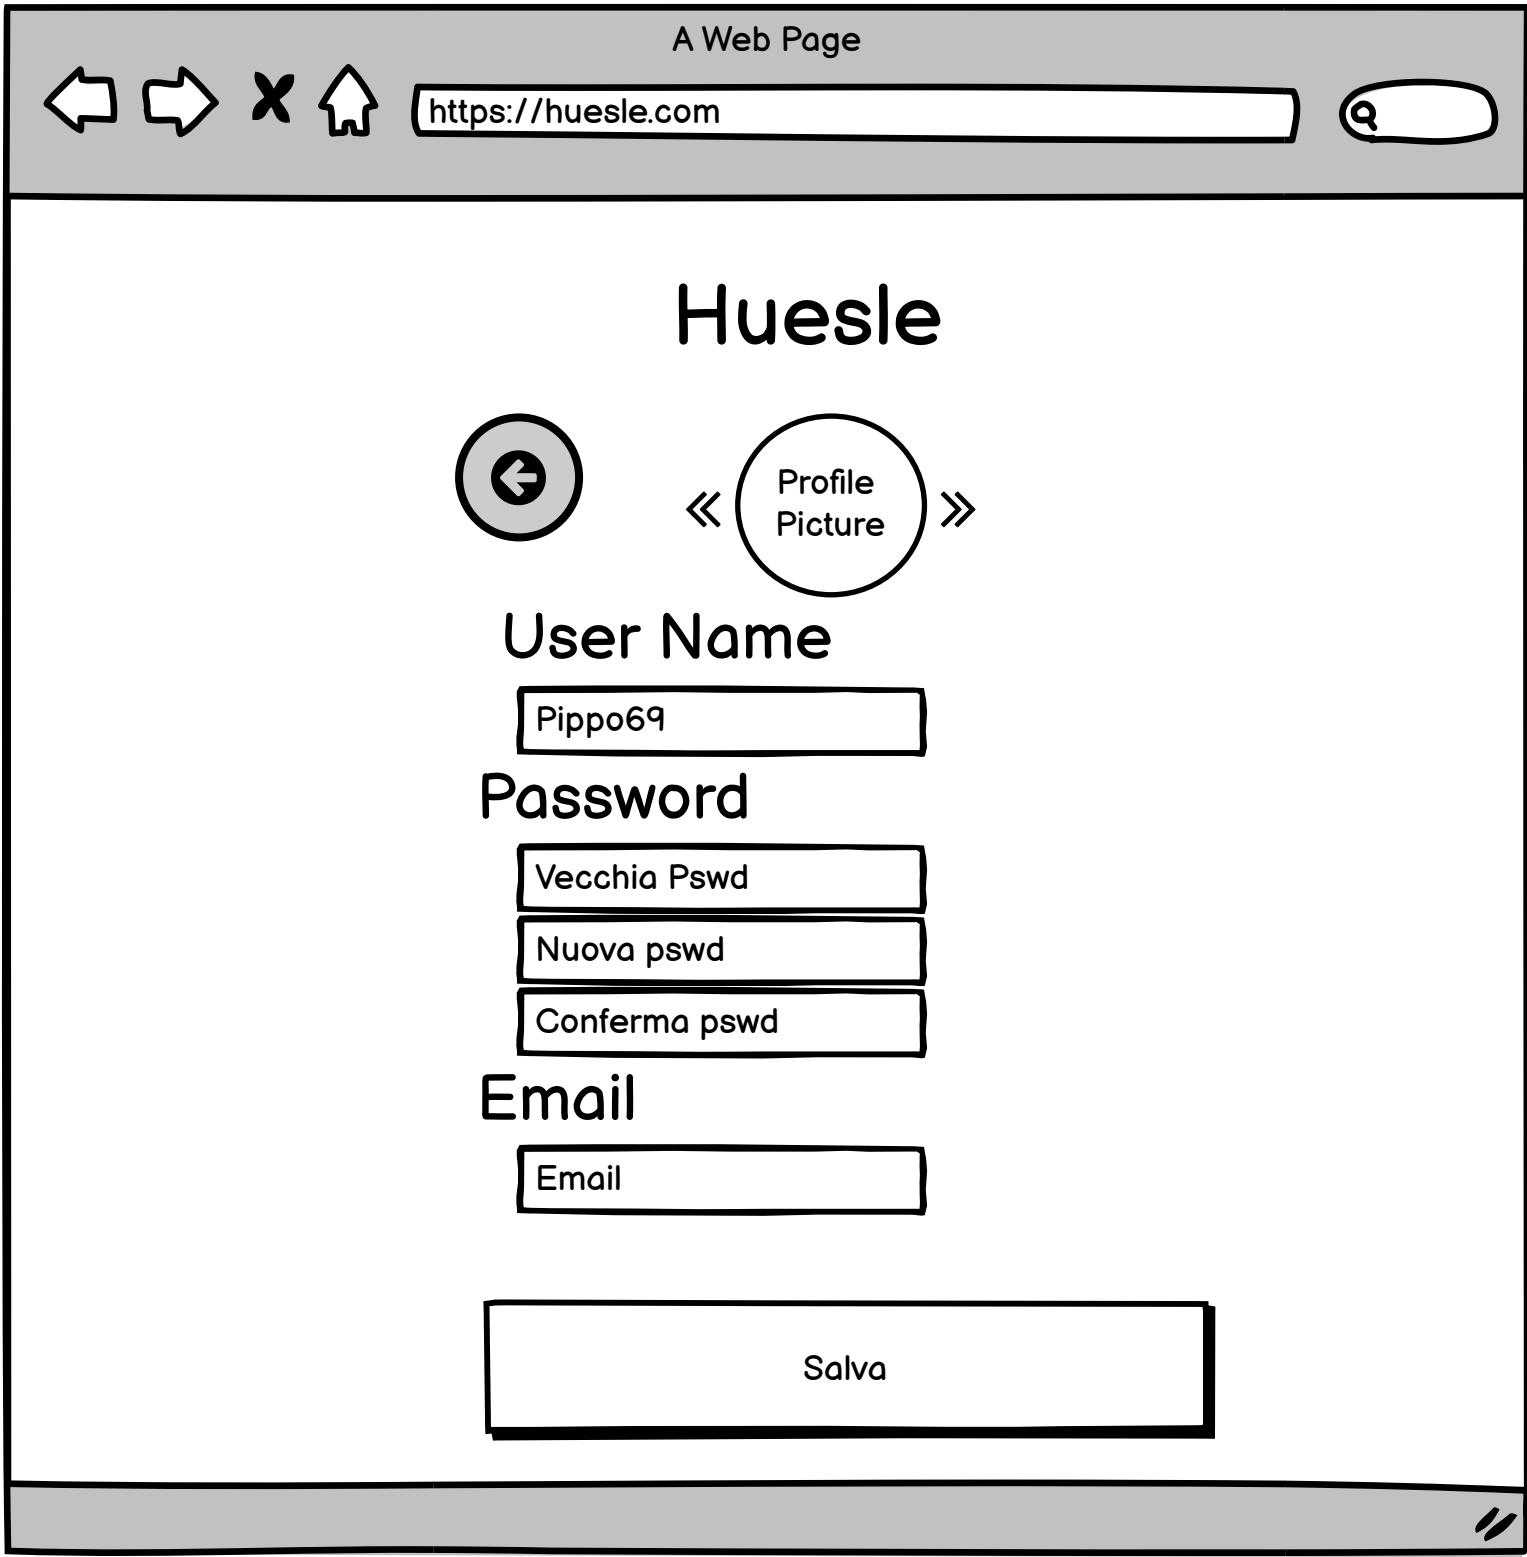 A Web Page
https://huesle.com
Huesle
Profile
Picture
User Name
Pippo69
Password
Vecchia Pswd
Nuova pswd
Conferma pswd
Email
Email
Salva